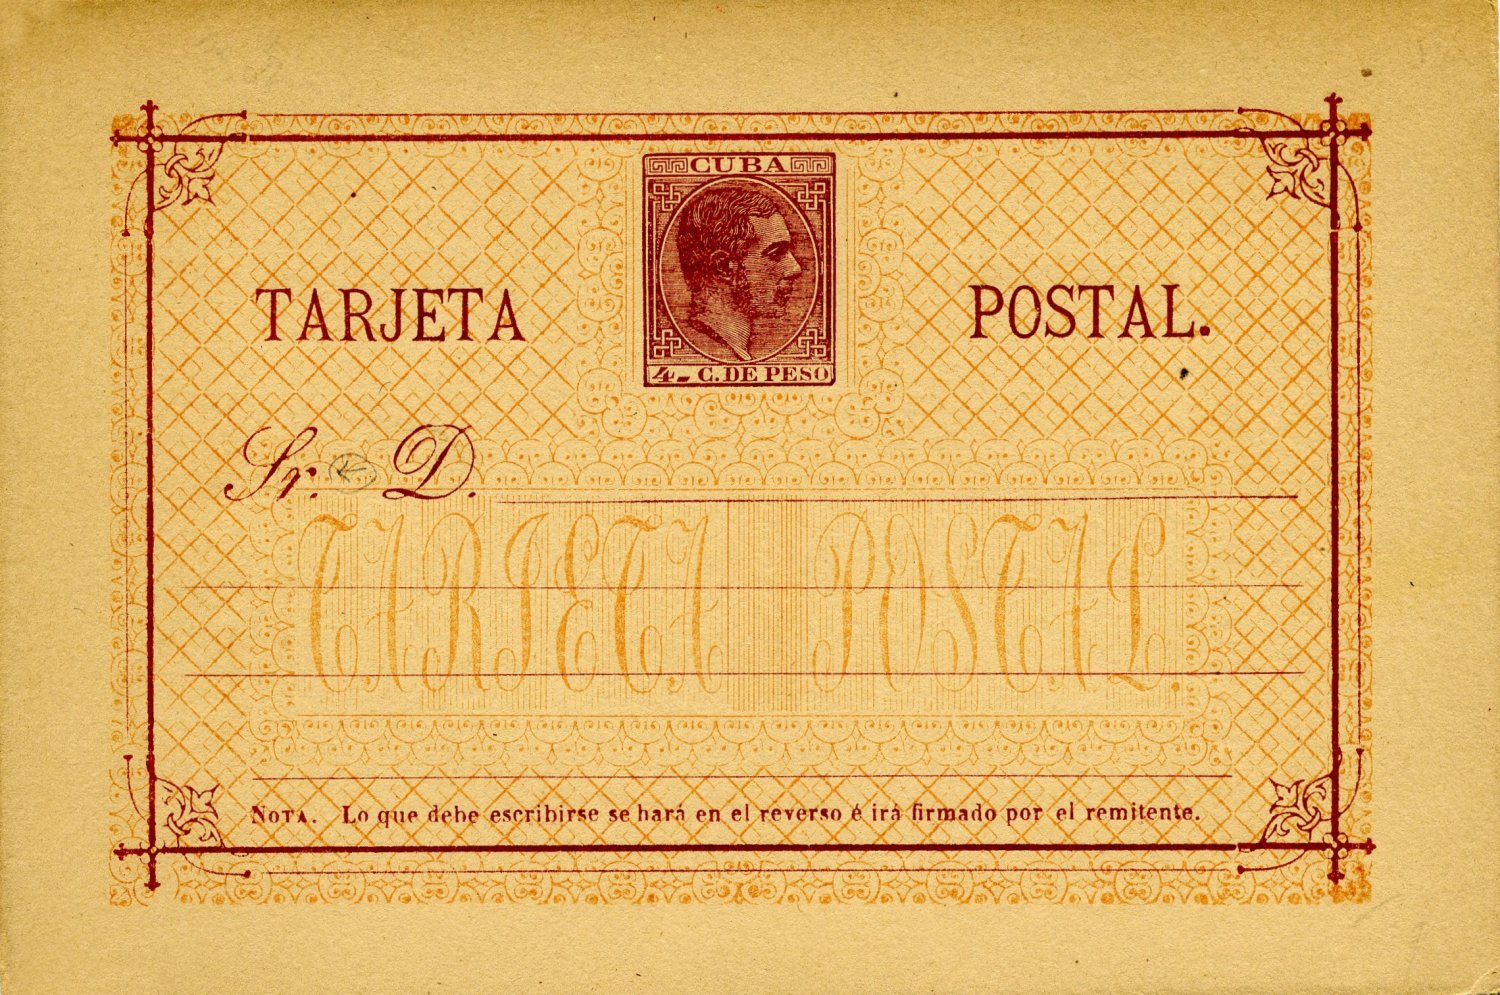 CUBA
TARJETA POSTAL.
4 C. DE PESO
Sr. D.
TARJETA POSTAL.
NOTA. Lo que debe escribirse se hará en el reverso é irá firmado por el remitente.